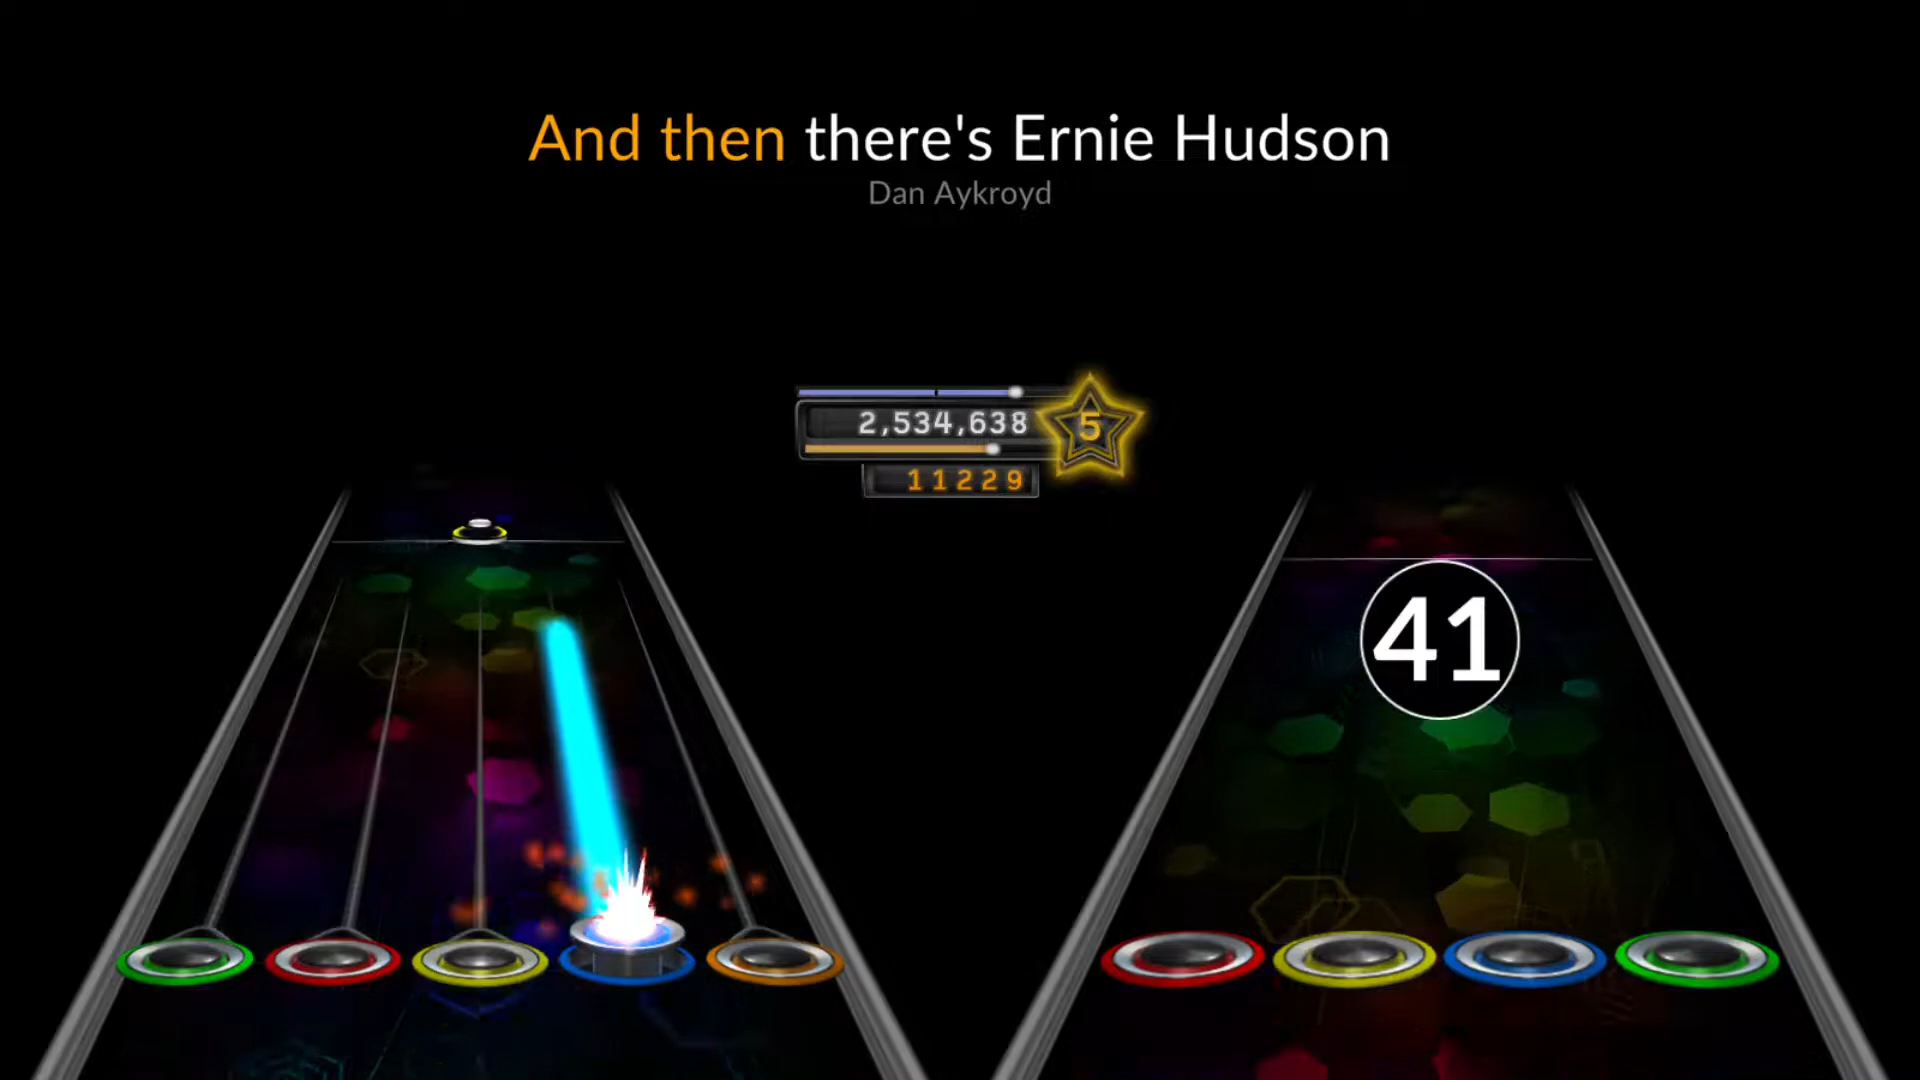 And then there's Ernie Hudson
Dan Aykroyd
2,534,638
5
11229
41